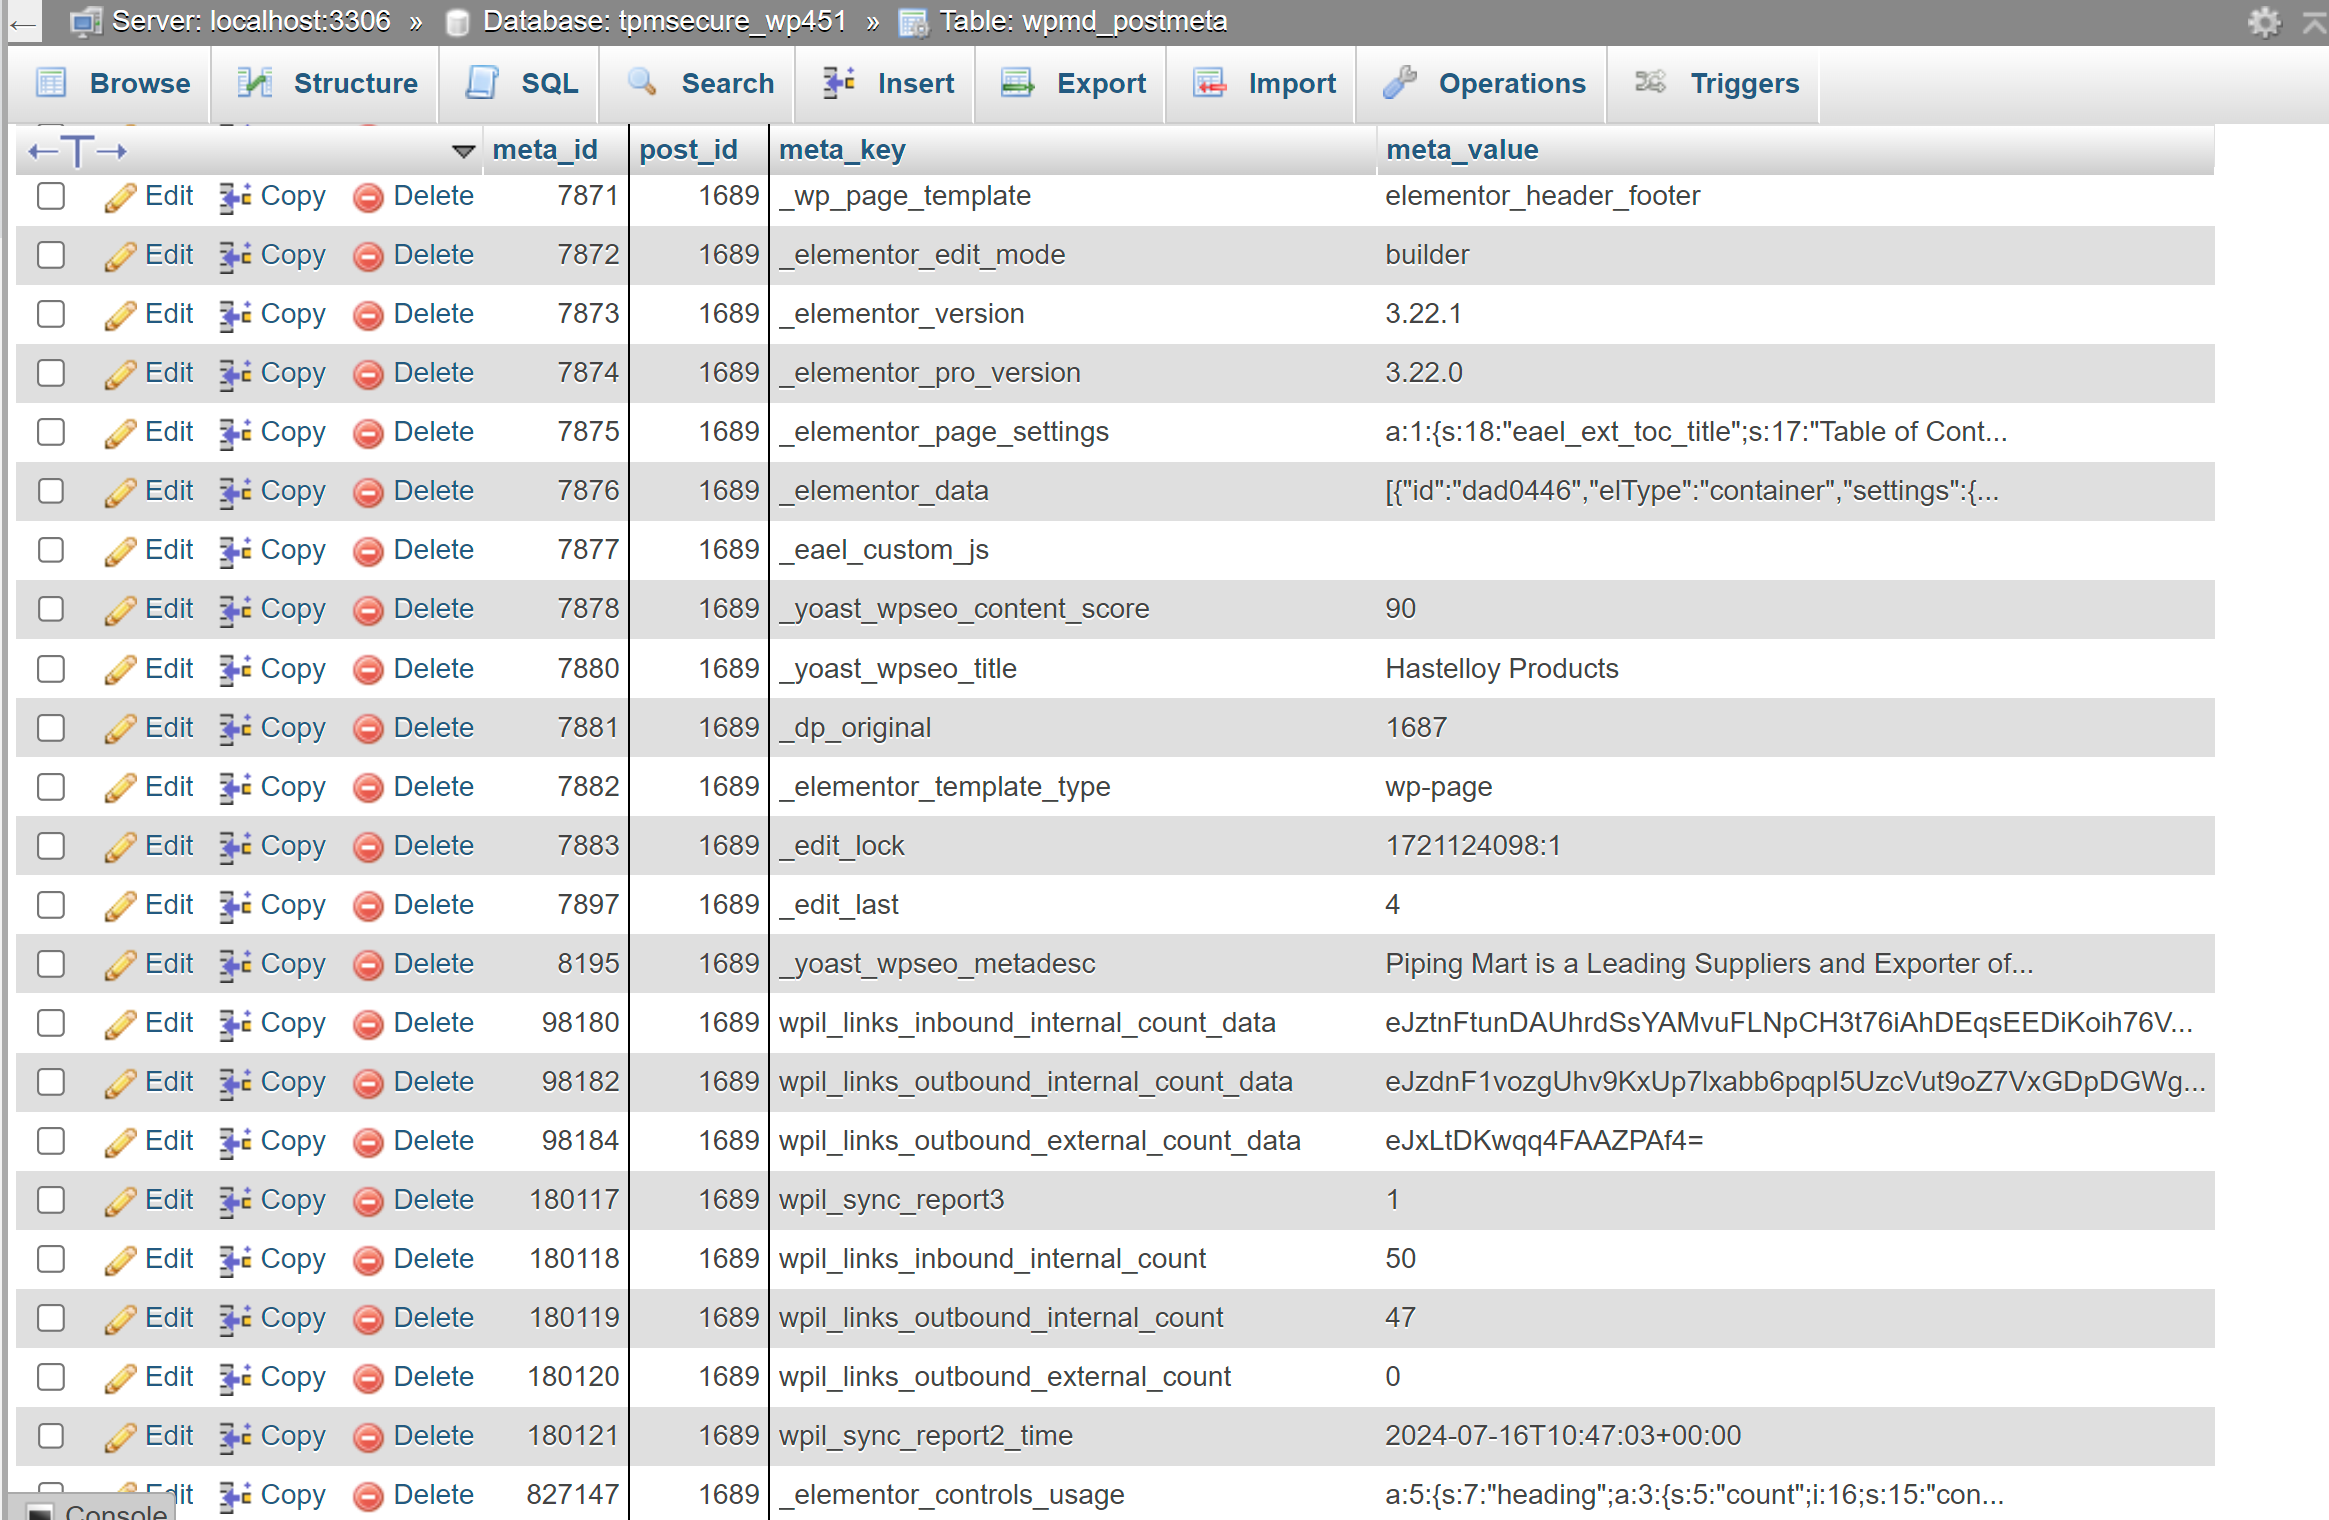 ← Server: localhost:3306 » Database: tpmsecure_wp451 » Table: wpmd_postmeta
Browse Structure SQL Search Insert Export Import Operations Triggers
←T→ meta_id post_id meta_key meta_value
Edit Copy Delete 7871 1689 _wp_page_template elementor_header_footer
Edit Copy Delete 7872 1689 _elementor_edit_mode builder
Edit Copy Delete 7873 1689 _elementor_version 3.22.1
Edit Copy Delete 7874 1689 _elementor_pro_version 3.22.0
Edit Copy Delete 7875 1689 _elementor_page_settings a:1:{s:18:"eael_ext_toc_title";s:17:"Table of Cont...
Edit Copy Delete 7876 1689 _elementor_data [{"id":"dad0446","elType":"container","settings":{...
Edit Copy Delete 7877 1689 _eael_custom_js
Edit Copy Delete 7878 1689 _yoast_wpseo_content_score 90
Edit Copy Delete 7880 1689 _yoast_wpseo_title Hastelloy Products
Edit Copy Delete 7881 1689 _dp_original 1687
Edit Copy Delete 7882 1689 _elementor_template_type wp-page
Edit Copy Delete 7883 1689 _edit_lock 1721124098:1
Edit Copy Delete 7897 1689 _edit_last 4
Edit Copy Delete 8195 1689 _yoast_wpseo_metadesc Piping Mart is a Leading Suppliers and Exporter of...
Edit Copy Delete 98180 1689 wpil_links_inbound_internal_count_data eJztnFtunDAUhrdSsYAMvuFLNpCH3t76iAhDEqsEEDiKoih76V...
Edit Copy Delete 98182 1689 wpil_links_outbound_internal_count_data eJzdnF1vozgUhv9KxUp7lxabb6pqpI5UzcVut9oZ7VxGDpDGWg...
Edit Copy Delete 98184 1689 wpil_links_outbound_external_count_data eJxLtDKwqq4FAAZPAf4=
Edit Copy Delete 180117 1689 wpil_sync_report3 1
Edit Copy Delete 180118 1689 wpil_links_inbound_internal_count 50
Edit Copy Delete 180119 1689 wpil_links_outbound_internal_count 47
Edit Copy Delete 180120 1689 wpil_links_outbound_external_count 0
Edit Copy Delete 180121 1689 wpil_sync_report2_time 2024-07-16T10:47:03+00:00
Edit Copy Delete 827147 1689 _elementor_controls_usage a:5:{s:7:"heading";a:3:{s:5:"count";i:16;s:15:"con...
Console